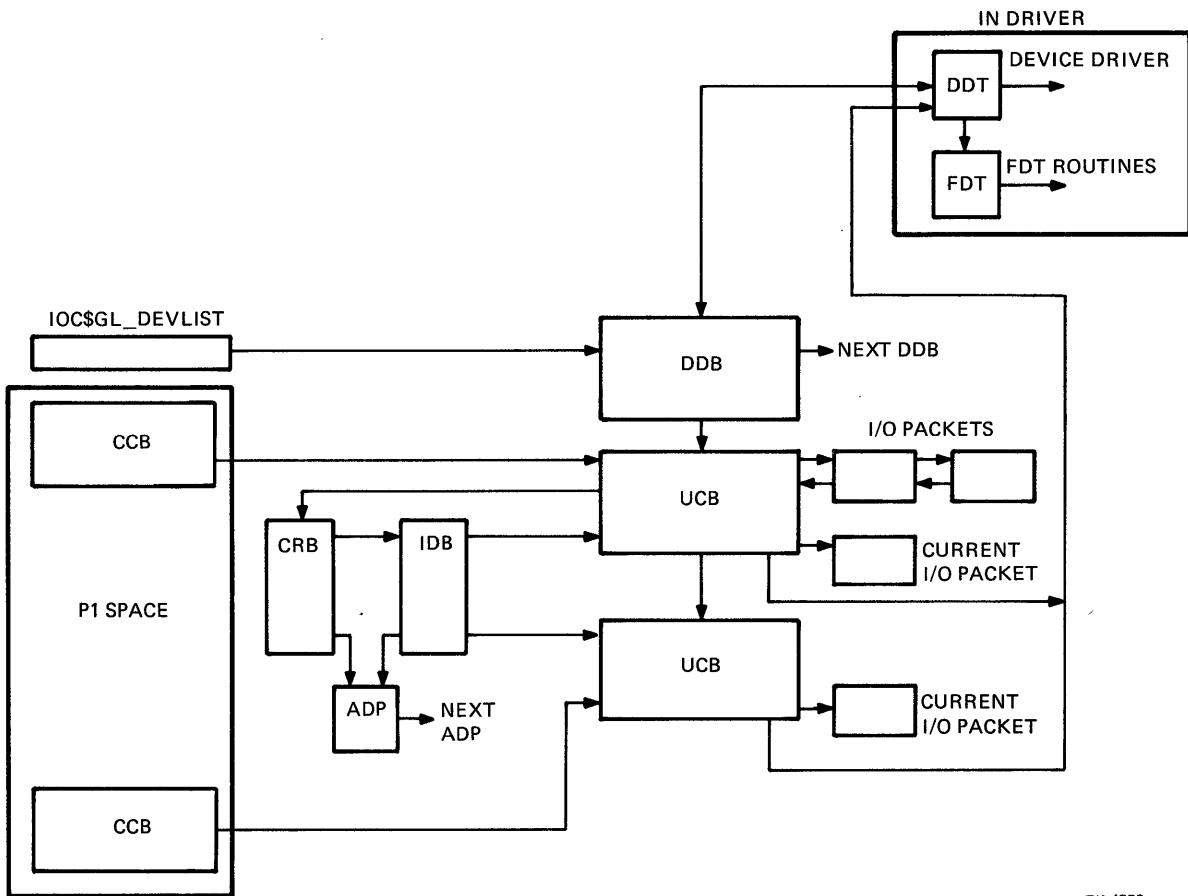 IN DRIVER
DEVICE DRIVER
DDT
FDT ROUTINES
FDT
IOC$GL_DEVLIST
DDB
NEXT DDB
CCB
I/O PACKETS
UCB
CRB
IDB
CURRENT
I/O PACKET
P1 SPACE
UCB
ADP
NEXT
ADP
CURRENT
I/O PACKET
CCB